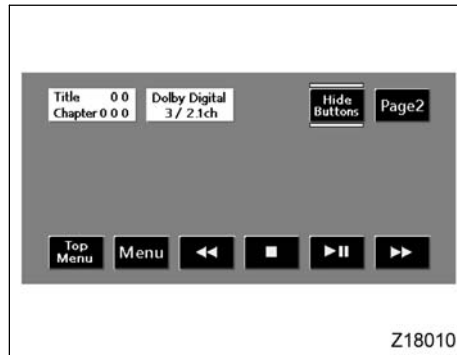 Title 0 0
Chapter 0 0 0
Dolby Digital
3 / 2.1ch
Hide
Buttons
Page2
Top
Menu
Menu
Z18010